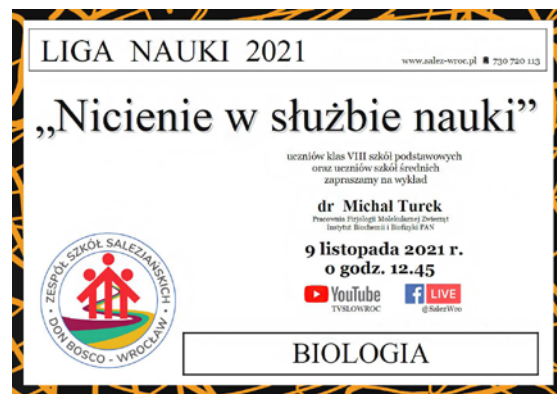 LIGA NAUKI 2021
www.salez-wroc.pl 730 720 113
„Nicienie w służbie nauki”
uczniów klas VIII szkół podstawowych
oraz uczniów szkół średnich
zapraszamy na wykład
dr Michał Turek
Pracownia Fizjologii Molekularnej Zwierząt
Instytut Biochemii i Biofizyki PAN
9 listopada 2021 r.
o godz. 12.45
YouTube
TVSLOWROC
f LIVE
@SalezWro
ZESPÓŁ SZKÓŁ SALEZJAŃSKICH
DON BOSCO - WROCŁAW
BIOLOGIA